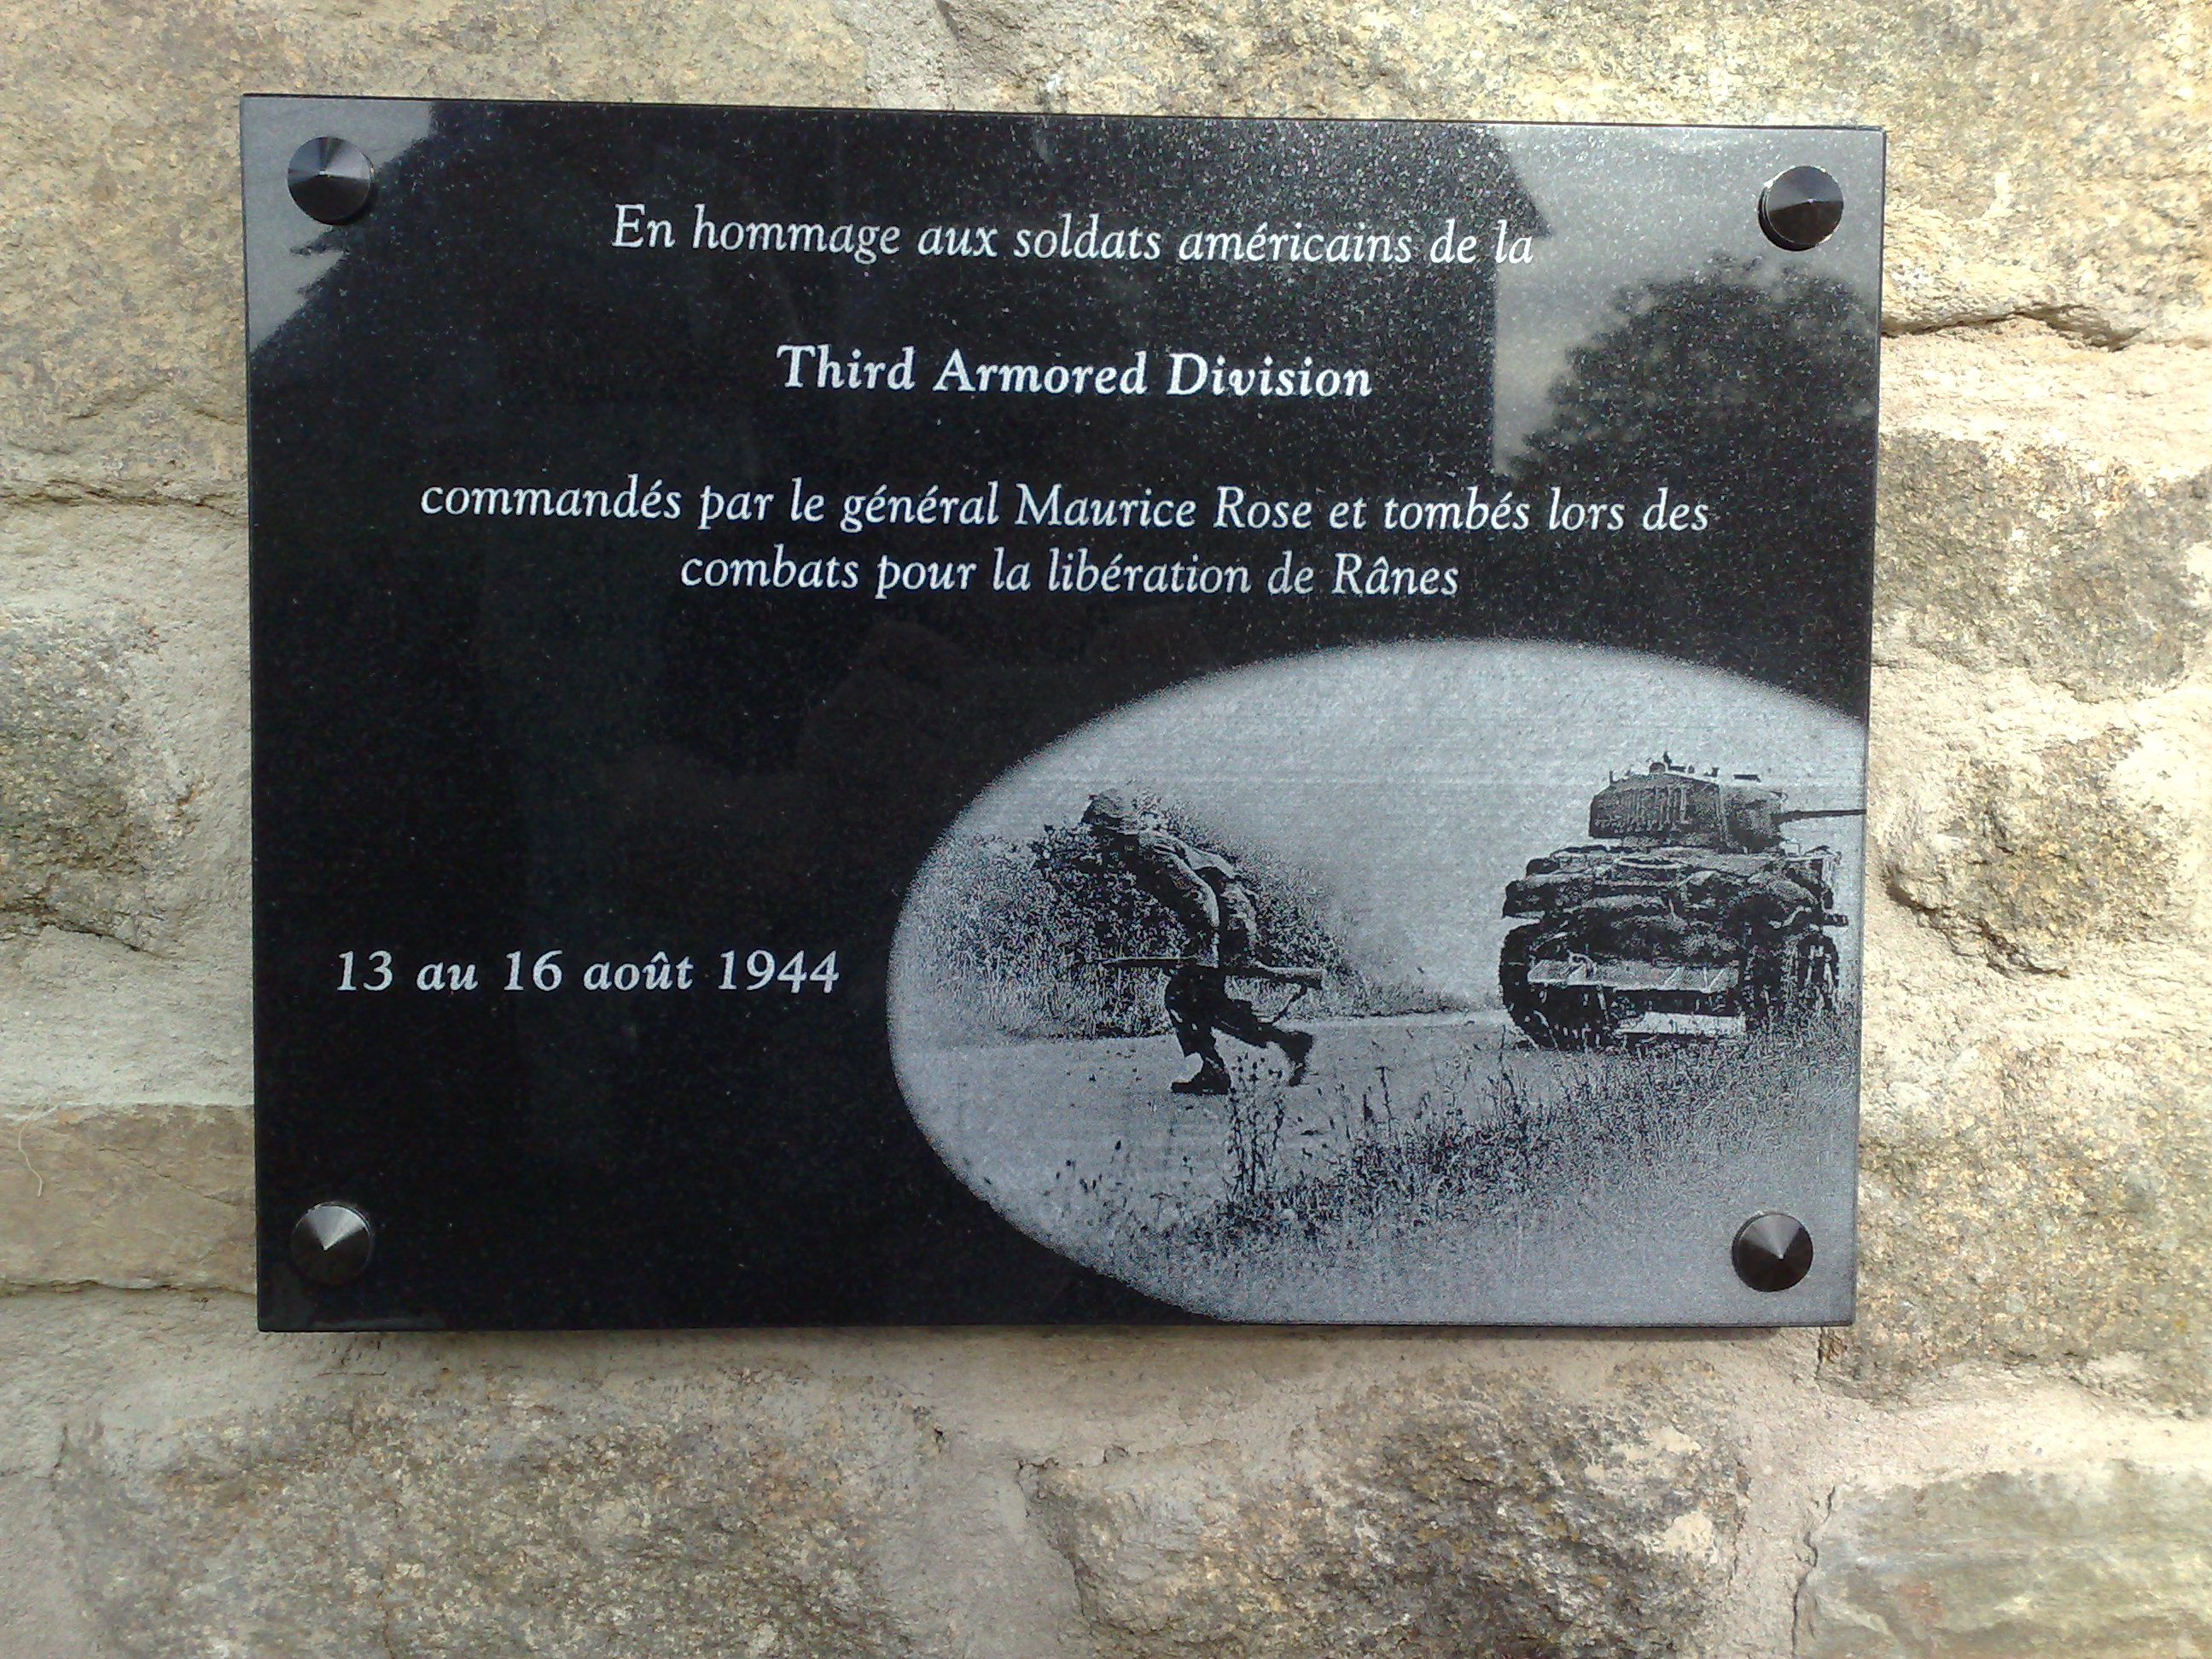 En hommage aux soldats américains de la
Third Armored Division
commandés par le général Maurice Rose et tombés lors des
combats pour la libération de Rânes
13 au 16 août 1944